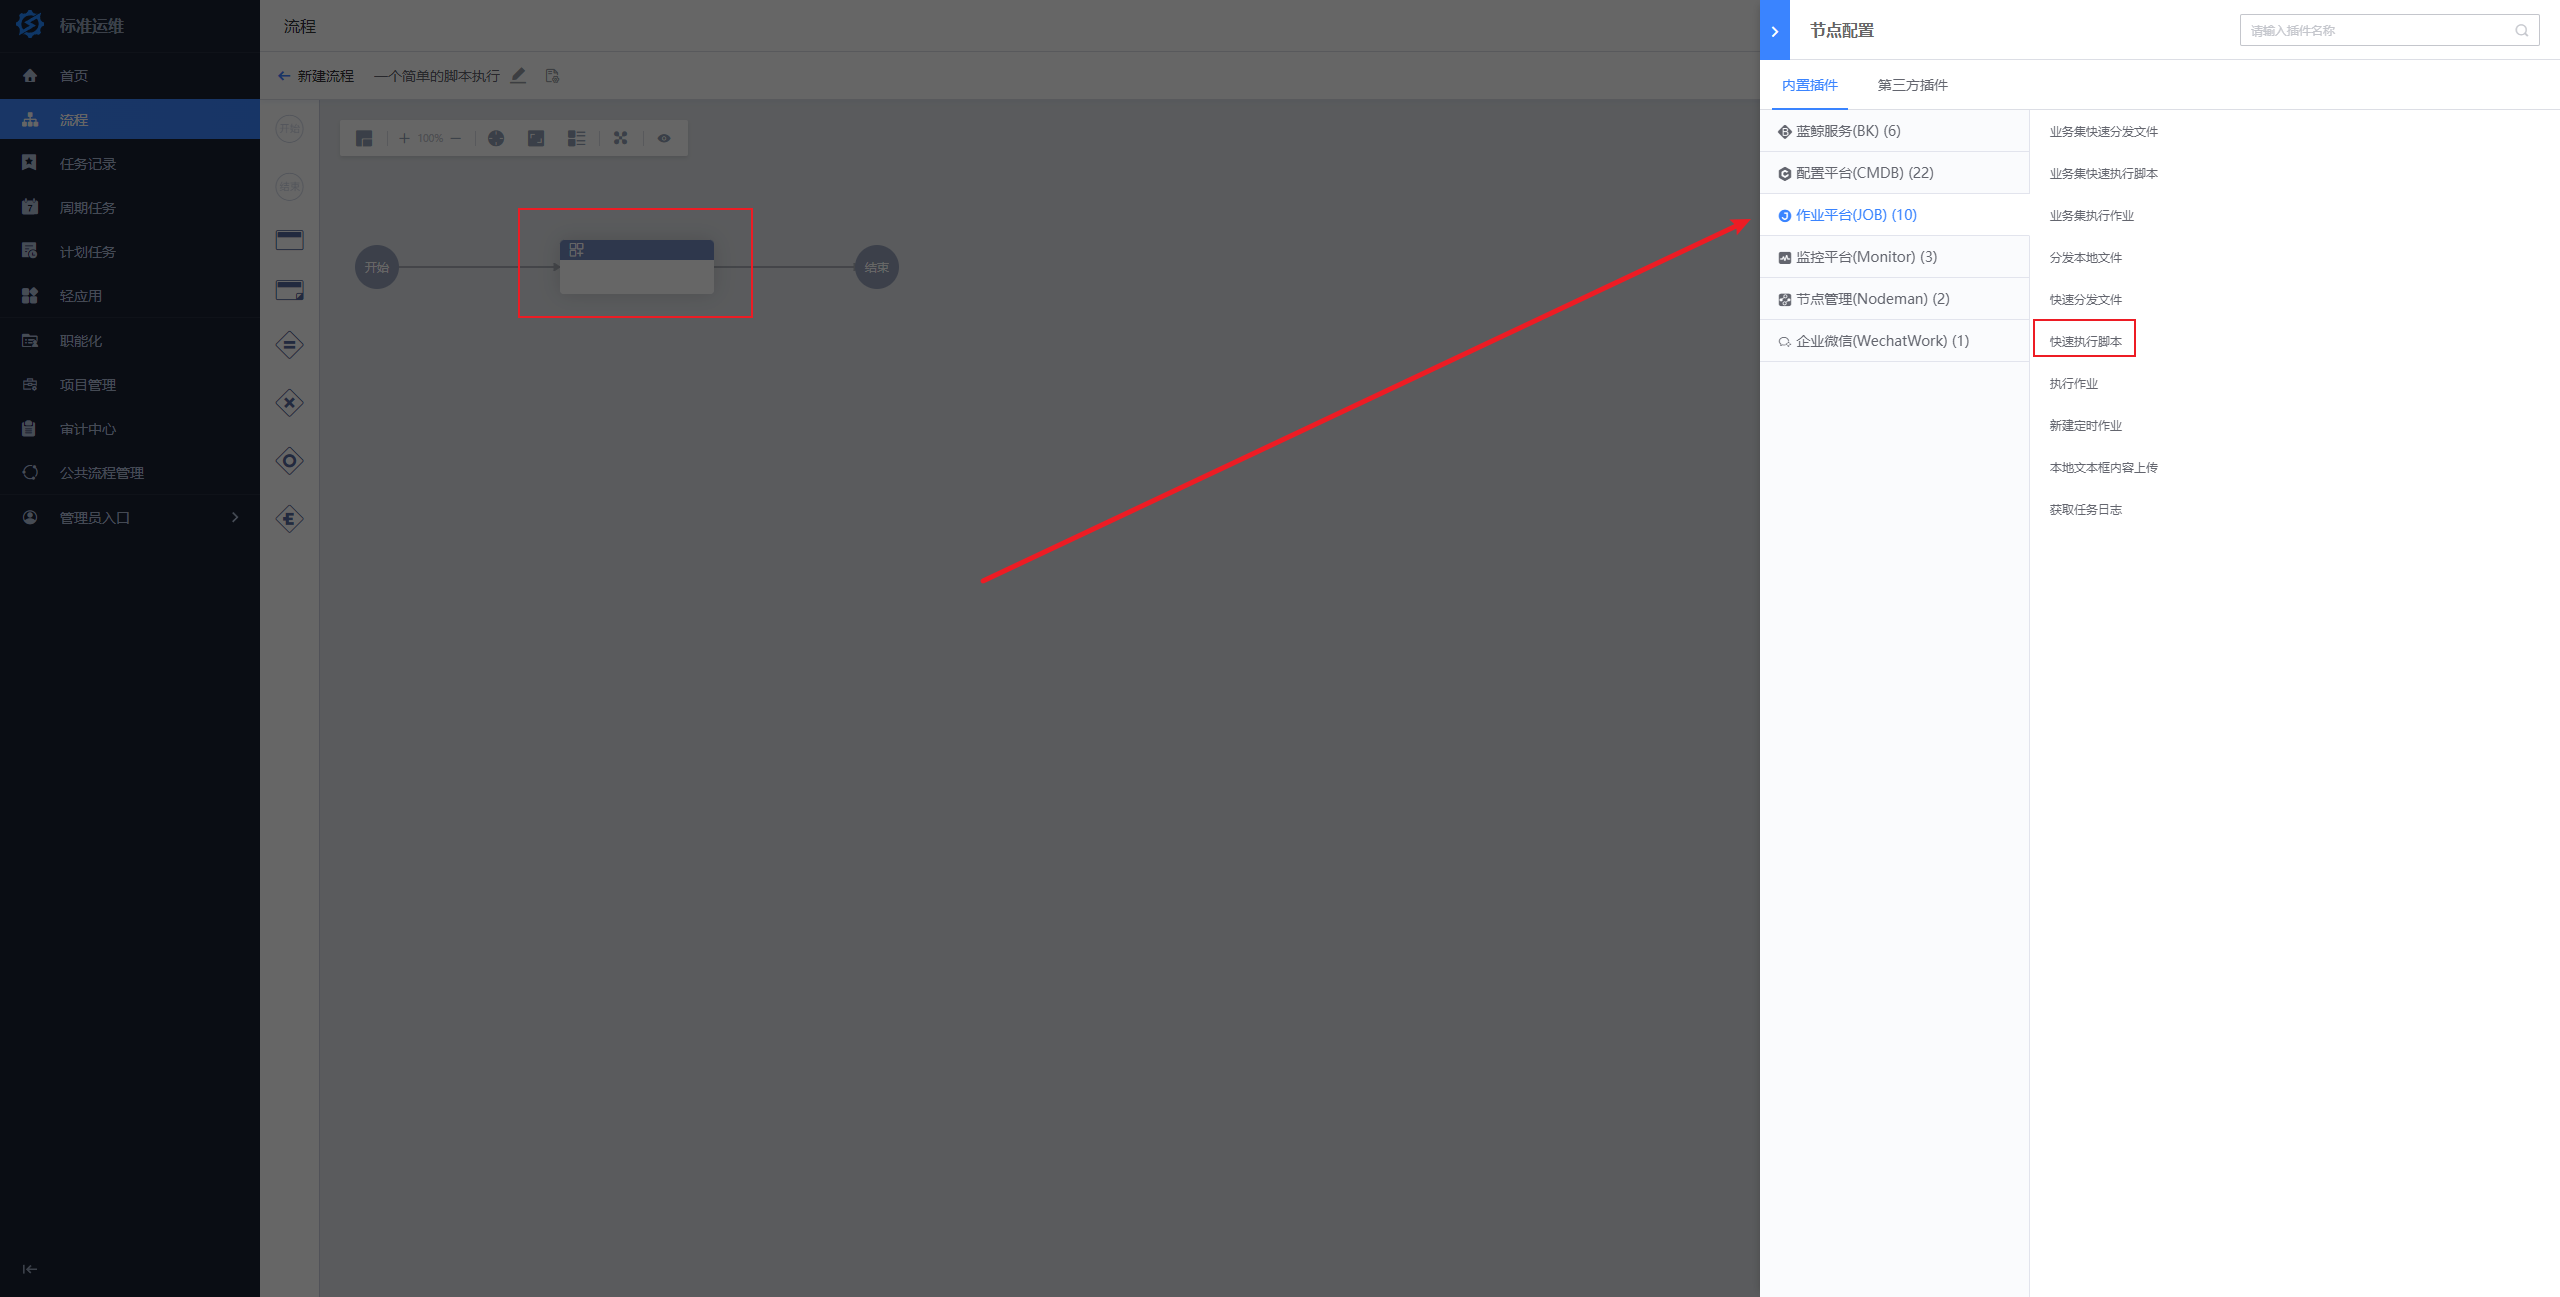 标准运维
首页
流程
任务记录
周期任务
计划任务
轻应用
职能化
项目管理
审计中心
公共流程管理
管理员入口
流程
新建流程 一个简单的脚本执行
开始
结束
100%
开始
结束
节点配置
请输入插件名称
内置插件
第三方插件
蓝鲸服务(BK) (6)
配置平台(CMDB) (22)
作业平台(JOB) (10)
监控平台(Monitor) (3)
节点管理(Nodeman) (2)
企业微信(WechatWork) (1)
业务集快速分发文件
业务集快速执行脚本
业务集执行作业
分发本地文件
快速分发文件
快速执行脚本
执行作业
新建定时作业
本地文本框内容上传
获取任务日志